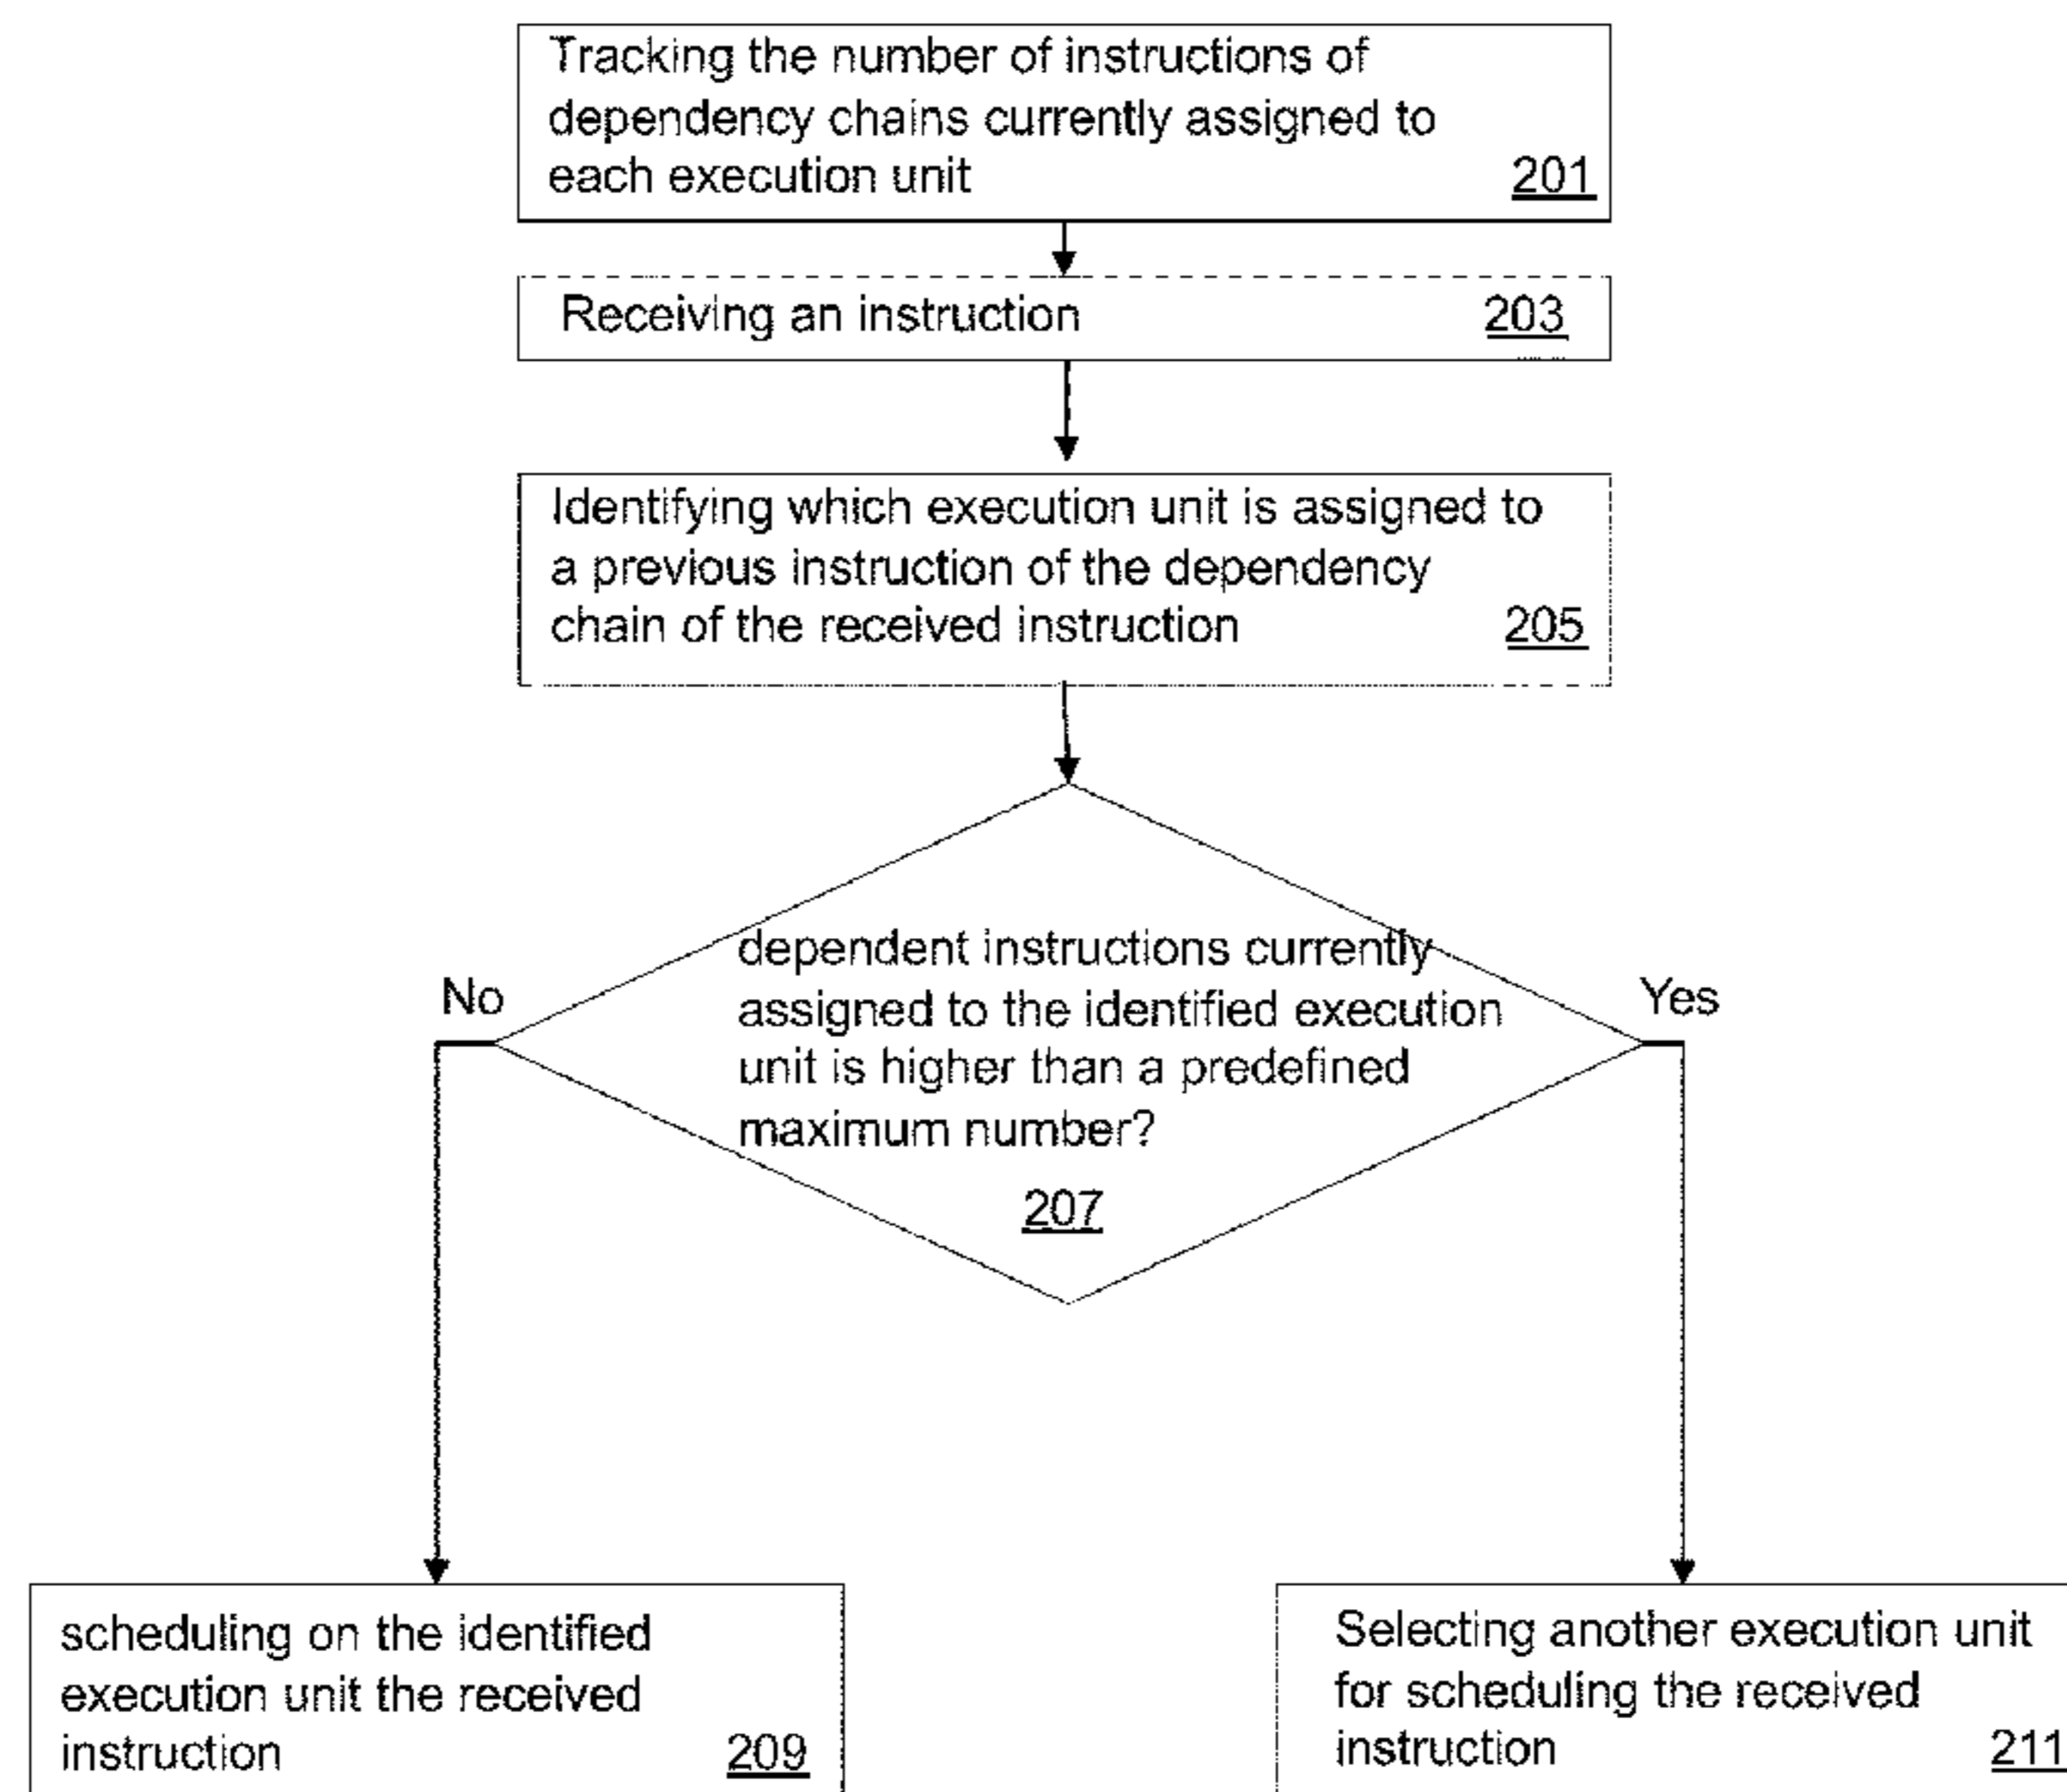 Tracking the number of instructions of
dependency chains currently assigned to
each execution unit 201
Receiving an instruction 203
Identifying which execution unit is assigned to
a previous instruction of the dependency
chain of the received instruction 205
dependent instructions currently
assigned to the identified execution
unit is higher than a predefined
maximum number?
207
No
Yes
scheduling on the identified
execution unit the received
instruction 209
Selecting another execution unit
for scheduling the received
instruction 211